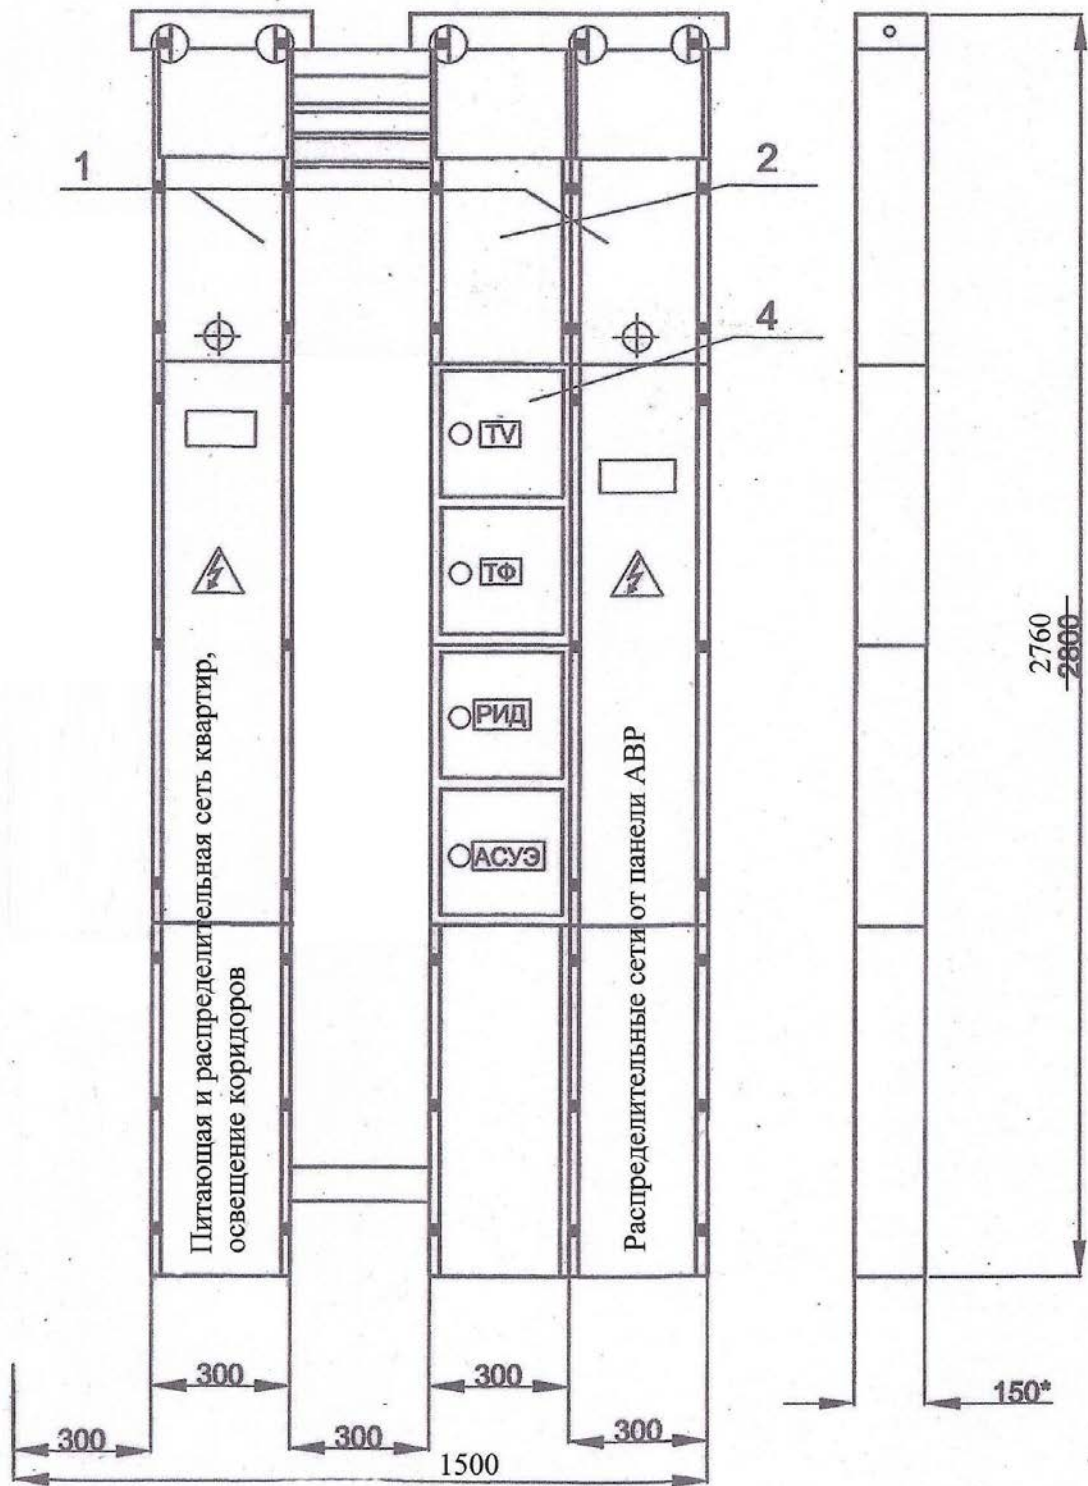 1
2
4
TV
ТФ
РИД
АСУЭ
Питающая и распределительная сеть квартир,
освещение коридоров
Распределительные сети от панели АВР
2760
2800
300
300
150*
300
300
300
1500